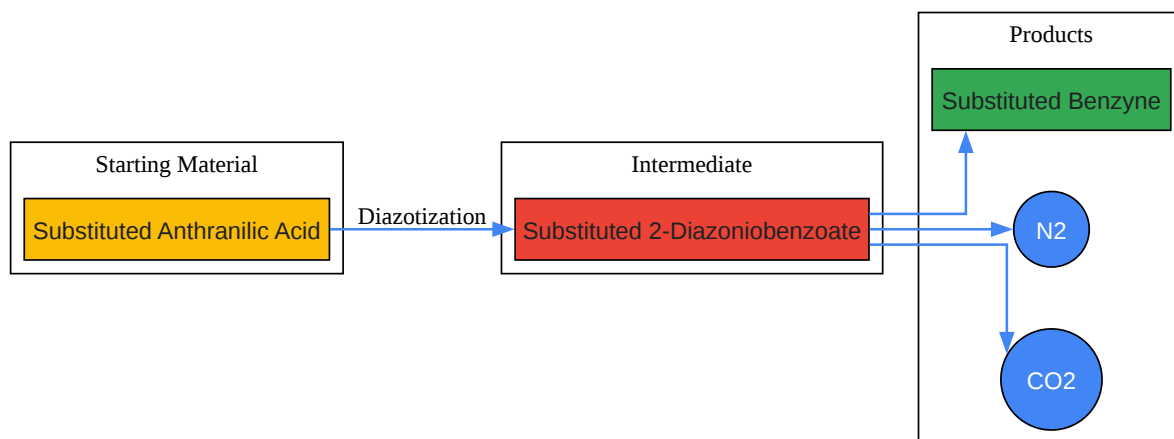 Products
Substituted Benzyne
Starting Material
Substituted Anthranilic Acid
Diazotization
Intermediate
Substituted 2-Diazoniobenzoate
N2
CO2